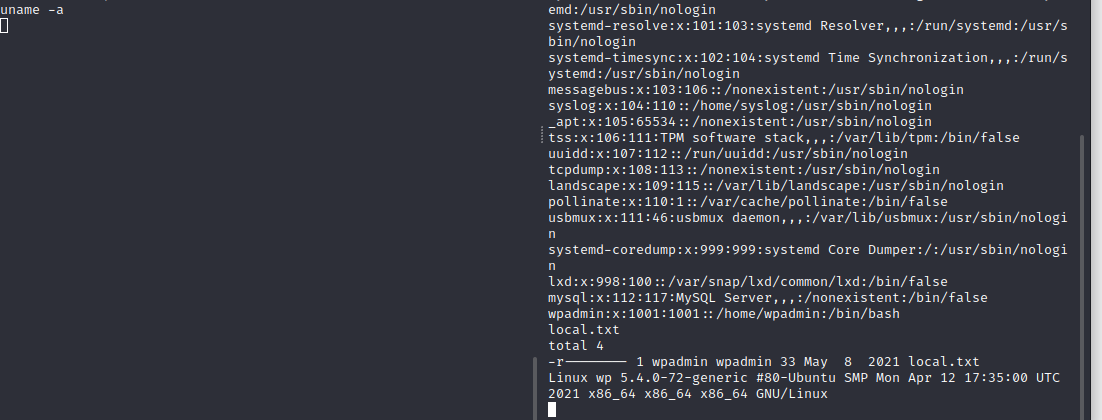 uname -a
emd:/usr/sbin/nologin
systemd-resolve:x:101:103:systemd Resolver,,,:/run/systemd:/usr/s
bin/nologin
systemd-timesync:x:102:104:systemd Time Synchronization,,,:/run/s
ystemd:/usr/sbin/nologin
messagebus:x:103:106::/nonexistent:/usr/sbin/nologin
syslog:x:104:110::/home/syslog:/usr/sbin/nologin
_apt:x:105:65534::/nonexistent:/usr/sbin/nologin
tss:x:106:111:TPM software stack,,,:/var/lib/tpm:/bin/false
uuidd:x:107:112::/run/uuidd:/usr/sbin/nologin
tcpdump:x:108:113::/nonexistent:/usr/sbin/nologin
landscape:x:109:115::/var/lib/landscape:/usr/sbin/nologin
pollinate:x:110:1::/var/cache/pollinate:/bin/false
usbmux:x:111:46:usbmux daemon,,,:/var/lib/usbmux:/usr/sbin/nologi
n
systemd-coredump:x:999:999:systemd Core Dumper:/:/usr/sbin/nologi
n
lxd:x:998:100::/var/snap/lxd/common/lxd:/bin/false
mysql:x:112:117:MySQL Server,,,:/nonexistent:/bin/false
wpadmin:x:1001:1001::/home/wpadmin:/bin/bash
local.txt
total 4
-r-------- 1 wpadmin wpadmin 33 May  8  2021 local.txt
Linux wp 5.4.0-72-generic #80-Ubuntu SMP Mon Apr 12 17:35:00 UTC
2021 x86_64 x86_64 x86_64 GNU/Linux